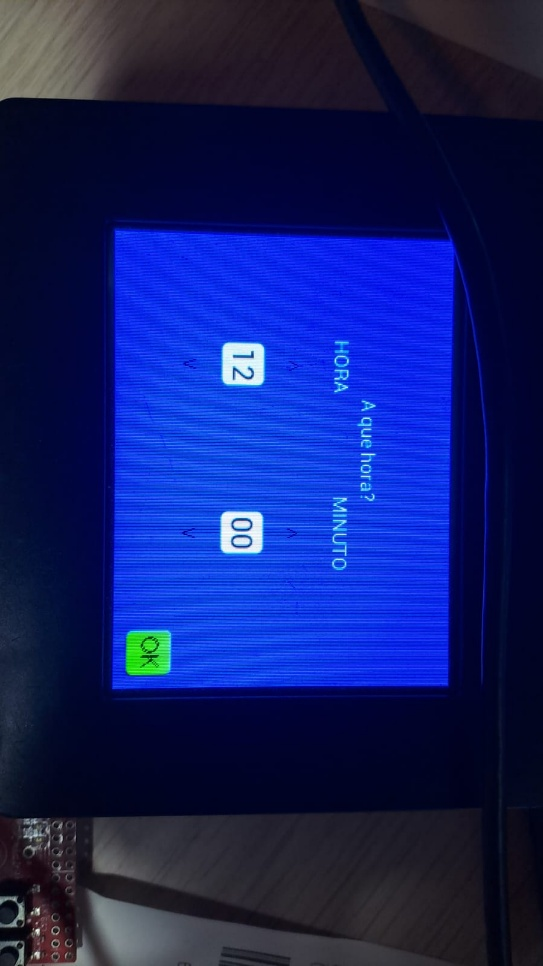 A que hora?
HORA MINUTO
^ ^
12 00
v v
OK